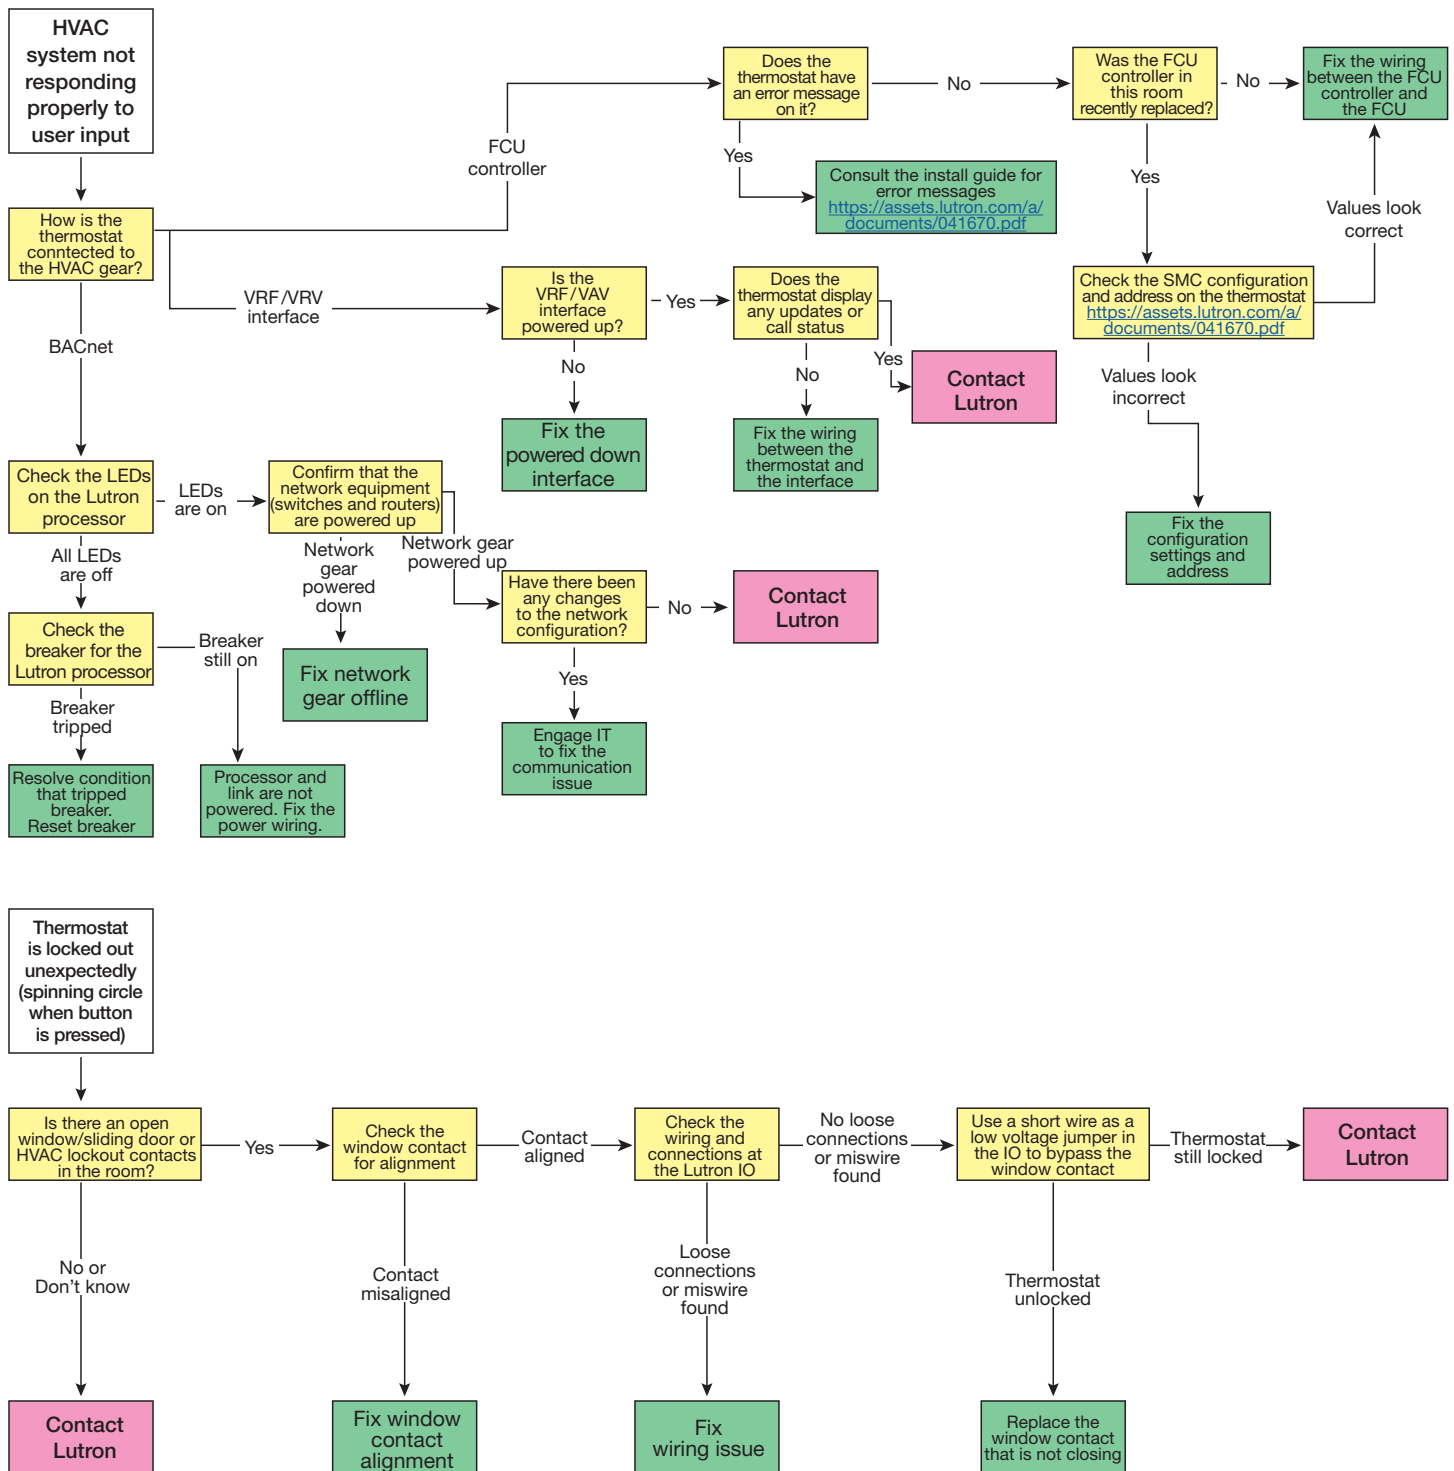 HVAC
system not
responding
properly to
user input
How is the
thermostat
conntected to
the HVAC gear?
FCU
controller
Does the
thermostat have
an error message
on it?
No
Was the FCU
controller in
this room
recently replaced?
No
Fix the wiring
between the FCU
controller and
the FCU
Yes
Consult the install guide for
error messages
https://assets.lutron.com/a/
documents/041670.pdf
Yes
Values look
correct
Check the SMC configuration
and address on the thermostat
https://assets.lutron.com/a/
documents/041670.pdf
Values look
incorrect
Fix the
configuration
settings and
address
VRF/VRV
interface
Is the
VRF/VAV
interface
powered up?
Yes
Does the
thermostat display
any updates or
call status
Yes
Contact
Lutron
No
Fix the
powered down
interface
No
Fix the wiring
between the
thermostat and
the interface
BACnet
Check the LEDs
on the Lutron
processor
LEDs
are on
Confirm that the
network equipment
(switches and routers)
are powered up
Network gear
powered up
Network
gear
powered
down
All LEDs
are off
Have there been
any changes
to the network
configuration?
No
Contact
Lutron
Check the
breaker for the
Lutron processor
Breaker
still on
Fix network
gear offline
Yes
Breaker
tripped
Engage IT
to fix the
communication
issue
Resolve condition
that tripped
breaker.
Reset breaker
Processor and
link are not
powered. Fix the
power wiring.
Thermostat
is locked out
unexpectedly
(spinning circle
when button
is pressed)
Is there an open
window/sliding door or
HVAC lockout contacts
in the room?
Yes
Check the
window contact
for alignment
Contact
aligned
Check the
wiring and
connections at
the Lutron IO
No loose
connections
or miswire
found
Use a short wire as a
low voltage jumper in
the IO to bypass the
window contact
Thermostat
still locked
Contact
Lutron
No or
Don't know
Contact
misaligned
Loose
connections
or miswire
found
Thermostat
unlocked
Contact
Lutron
Fix window
contact
alignment
Fix
wiring issue
Replace the
window contact
that is not closing